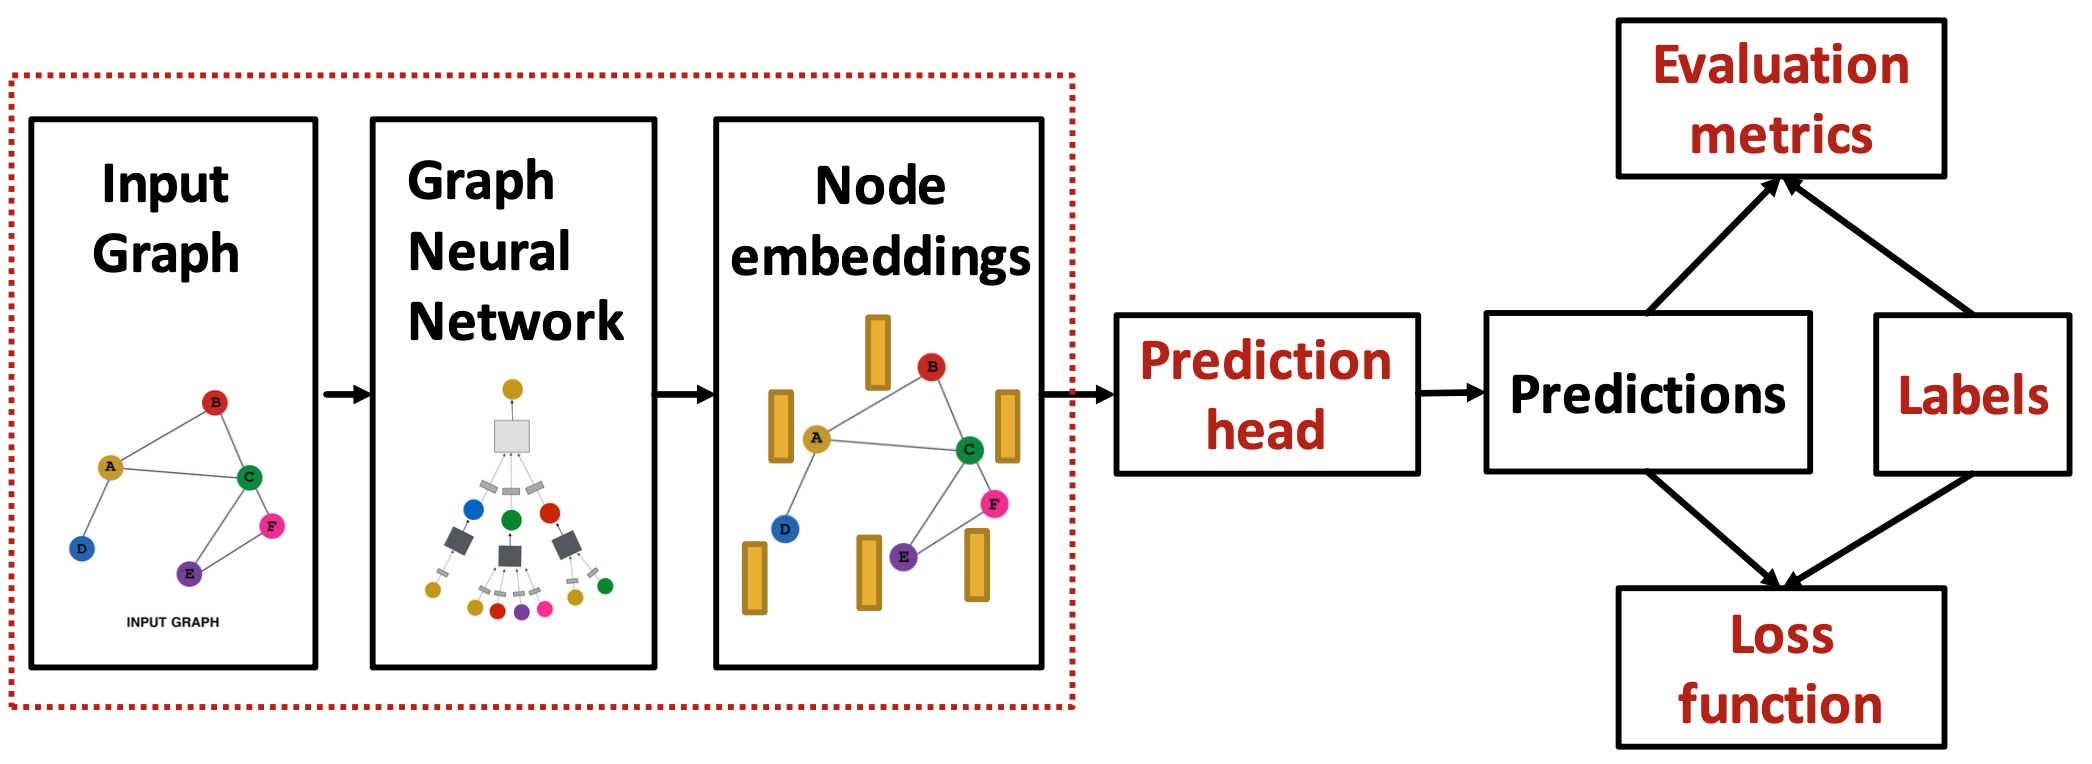 Input
Graph
B
A
C
F
D
E
INPUT GRAPH
Graph
Neural
Network
Node
embeddings
B
A
C
F
D
E
Prediction
head
Predictions
Labels
Evaluation
metrics
Loss
function